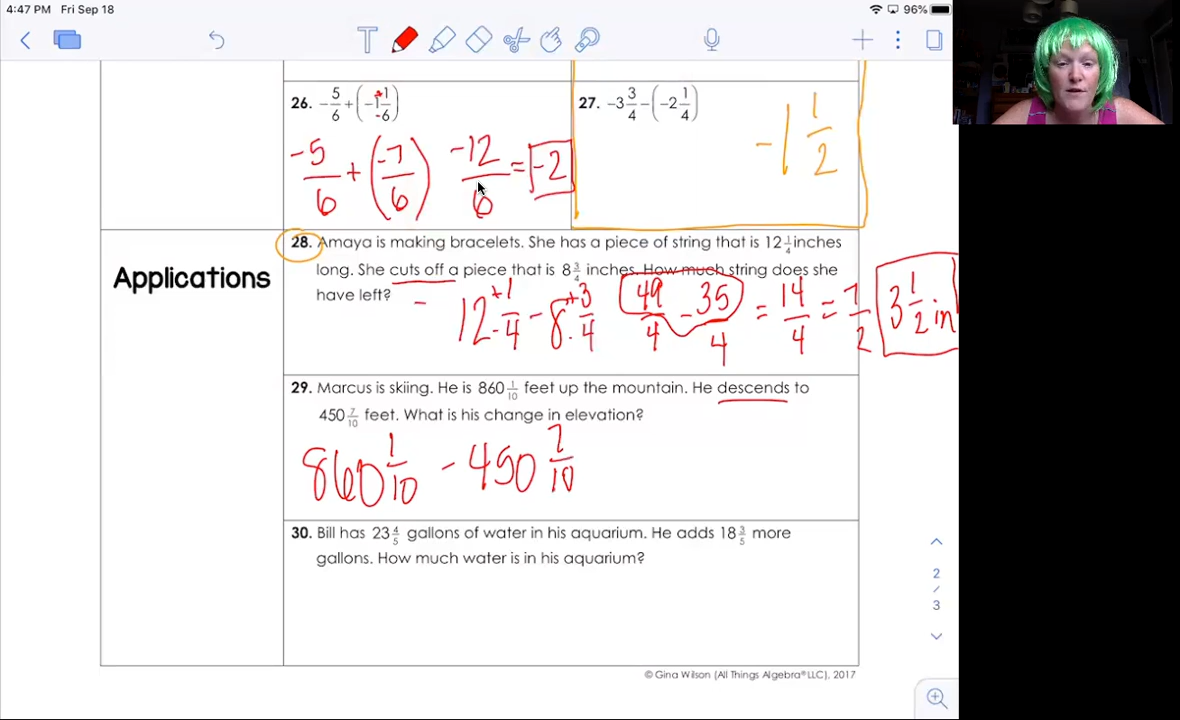 4:47 PM Fri Sep 18
96%
T
26. -5/6 + (-1 1/6)
+
-
-5/6 + (-7/6) -12/6 = -2
27. -3 3/4 - (-2 1/4)
-1 1/2
Applications
28. Amaya is making bracelets. She has a piece of string that is 12 1/4 inches
long. She cuts off a piece that is 8 3/4 inches. How much string does she
have left?
- 12 1/4 - 8 3/4 49/4 - 35/4 = 14/4 = 7/2 3 1/2 in
29. Marcus is skiing. He is 860 1/10 feet up the mountain. He descends to
450 7/10 feet. What is his change in elevation?
860 1/10 - 450 7/10
30. Bill has 23 4/5 gallons of water in his aquarium. He adds 18 3/5 more
gallons. How much water is in his aquarium?
2
/
3
© Gina Wilson (All Things Algebra® LLC), 2017